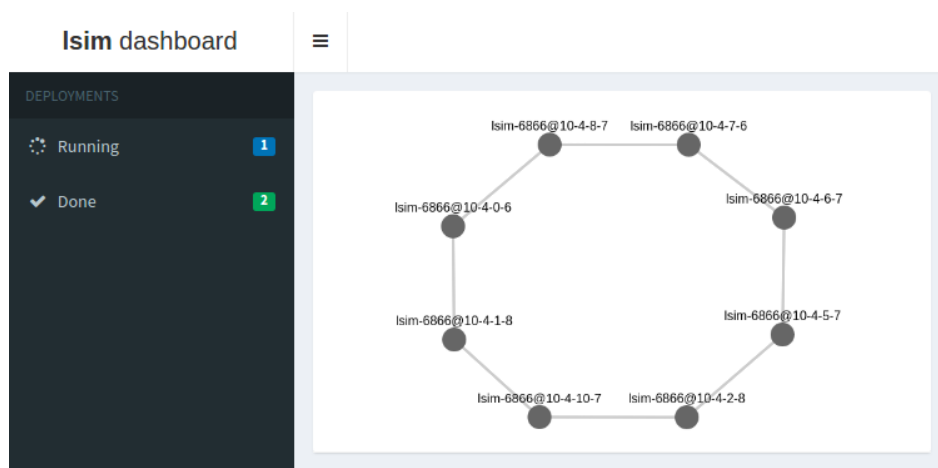 lsim dashboard
DEPLOYMENTS
Running 1
Done 2
lsim-6866@10-4-8-7
lsim-6866@10-4-7-6
lsim-6866@10-4-0-6
lsim-6866@10-4-6-7
lsim-6866@10-4-1-8
lsim-6866@10-4-5-7
lsim-6866@10-4-10-7
lsim-6866@10-4-2-8